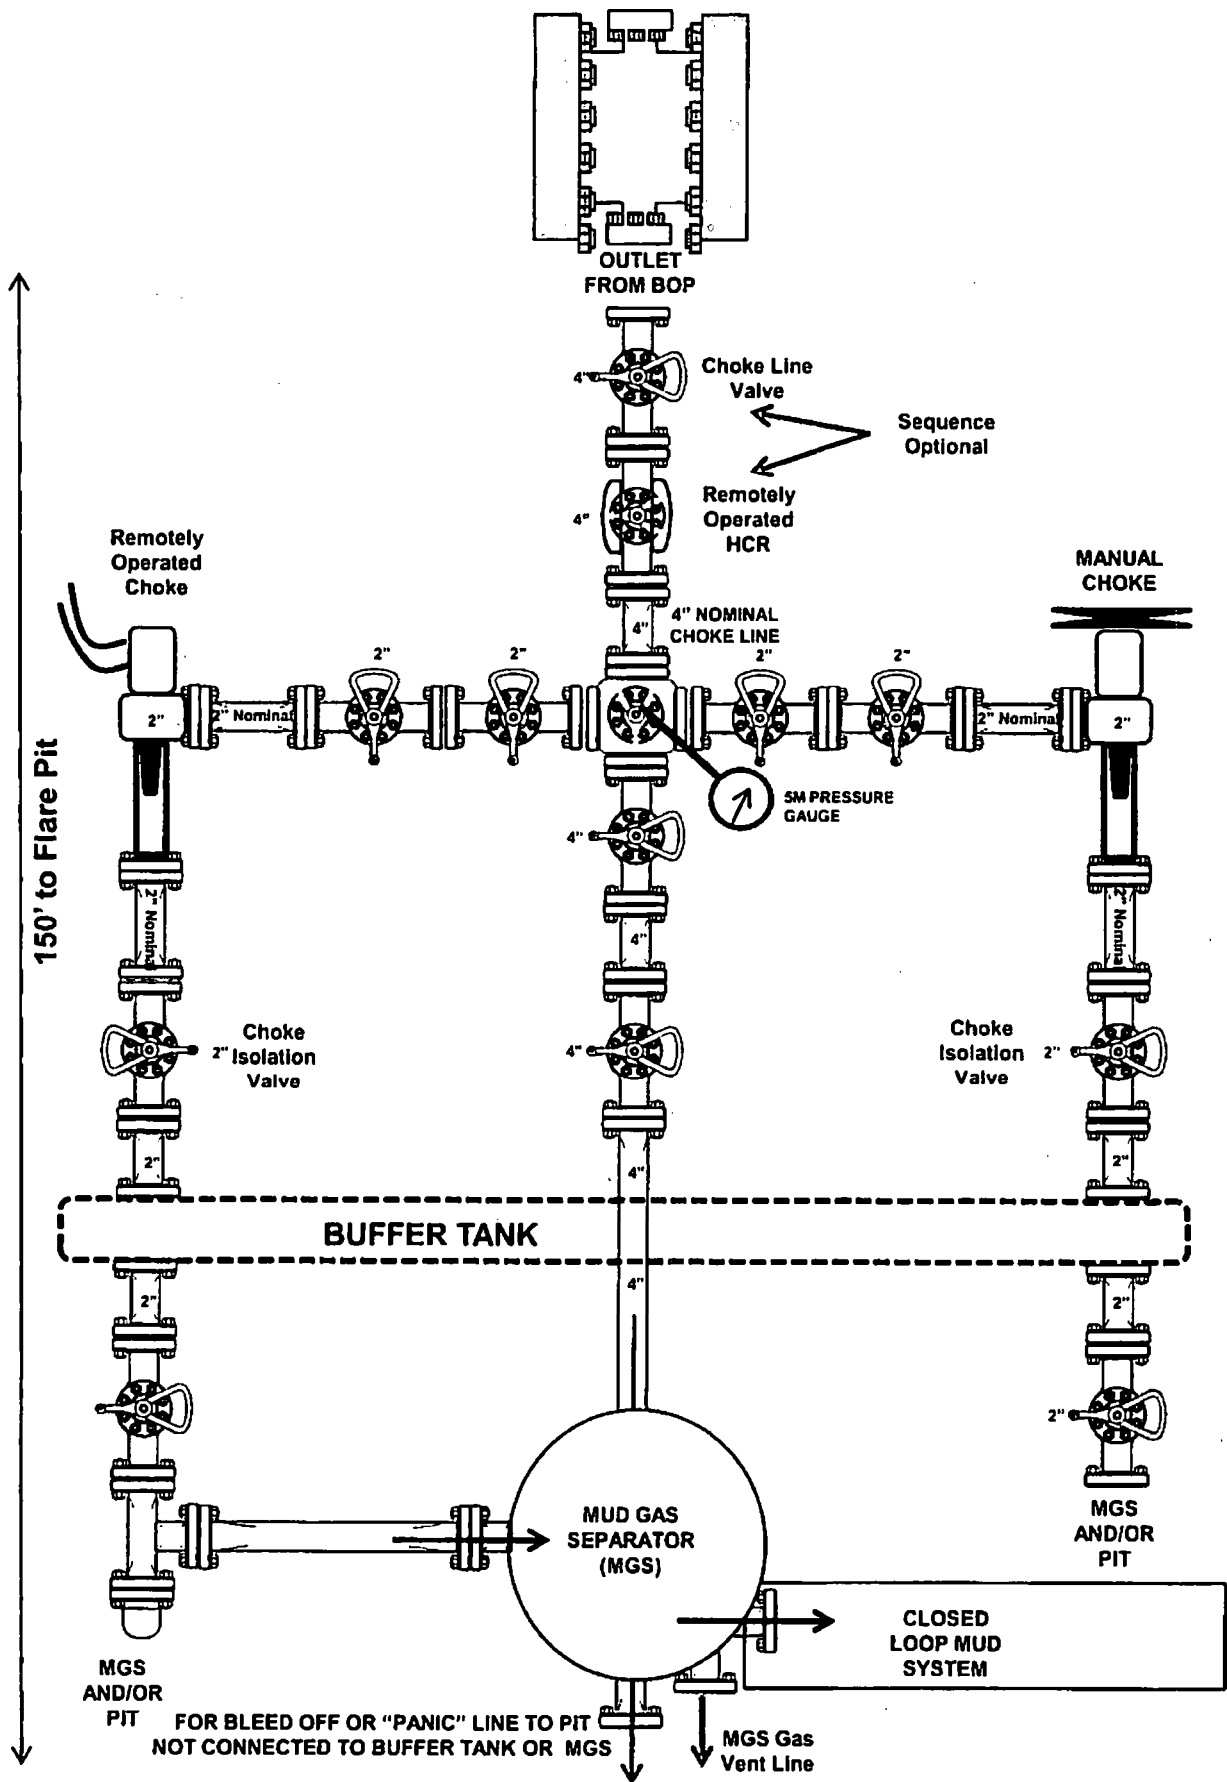 OUTLET
FROM BOP
4"
Choke Line
Valve
Sequence
Optional
4"
Remotely
Operated
HCR
Remotely
Operated
Choke
MANUAL
CHOKE
4"
4" NOMINAL
CHOKE LINE
2"
2"
2"
2"
2"
2" Nominal
2" Nominal
2"
5M PRESSURE
GAUGE
4"
150' to Flare Pit
2" Nominal
4"
2" Nominal
2"
Choke
Isolation
Valve
4"
Choke
Isolation
Valve
2"
2"
4"
2"
BUFFER TANK
2"
4"
2"
2"
MUD GAS
SEPARATOR
(MGS)
MGS
AND/OR
PIT
CLOSED
LOOP MUD
SYSTEM
MGS
AND/OR
PIT
FOR BLEED OFF OR "PANIC" LINE TO PIT
NOT CONNECTED TO BUFFER TANK OR MGS
MGS Gas
Vent Line